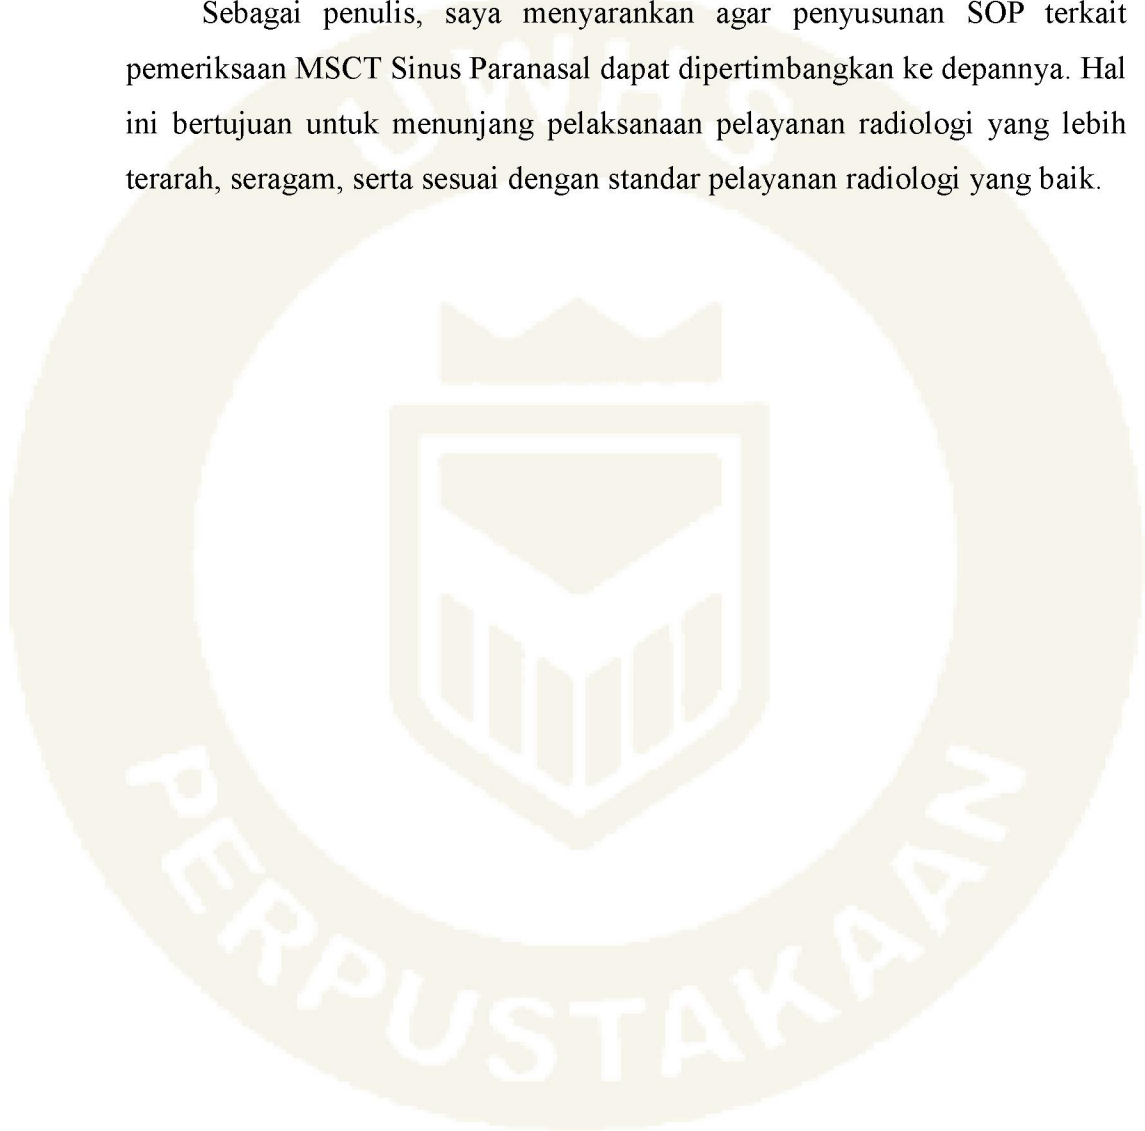 Sebagai penulis, saya menyarankan agar penyusunan SOP terkait
pemeriksaan MSCT Sinus Paranasal dapat dipertimbangkan ke depannya. Hal
ini bertujuan untuk menunjang pelaksanaan pelayanan radiologi yang lebih
terarah, seragam, serta sesuai dengan standar pelayanan radiologi yang baik.
UWHS
PERPUSTAKAAN